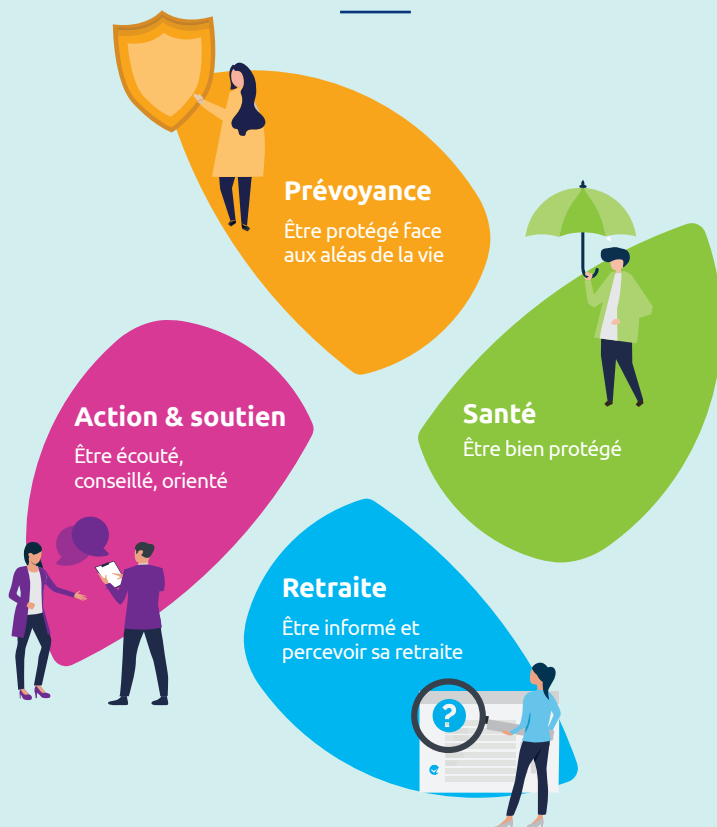 Prévoyance
Être protégé face
aux aléas de la vie
Santé
Être bien protégé
Action & soutien
Être écouté,
conseillé, orienté
Retraite
Être informé et
percevoir sa retraite
?